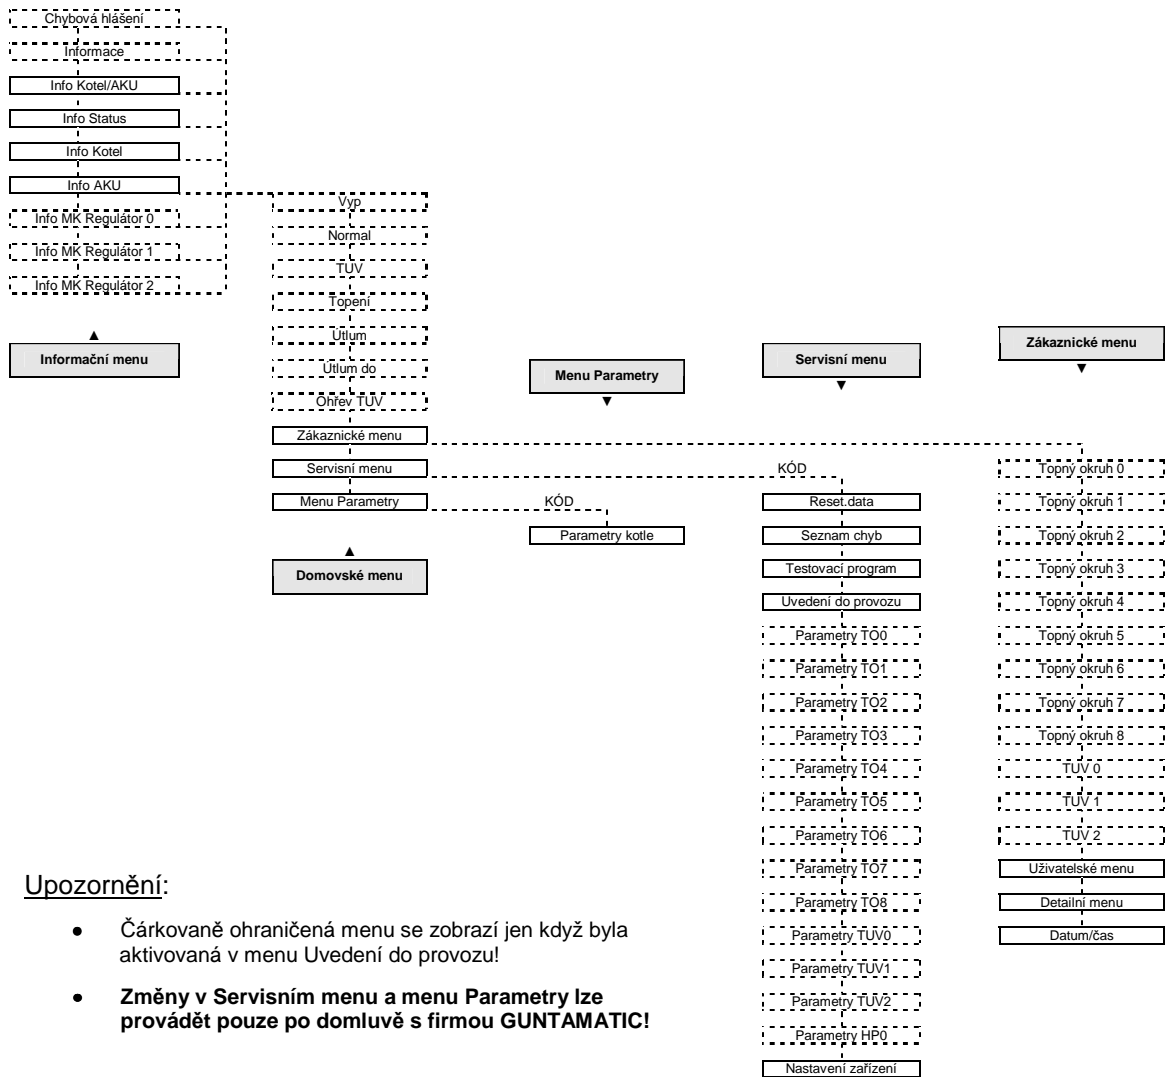 Chybová hlášení
Informace
Info Kotel/AKU
Info Status
Info Kotel
Info AKU
Info MK Regulátor 0
Info MK Regulátor 1
Info MK Regulátor 2
▲
Informační menu
Vyp
Normal
TUV
Topení
Útlum
Útlum do
Ohřev TUV
Zákaznické menu
Servisní menu
Menu Parametry
▲
Domovské menu
Menu Parametry
▼
KÓD
Parametry kotle
Servisní menu
▼
KÓD
Reset.data
Seznam chyb
Testovací program
Uvedení do provozu
Parametry TO0
Parametry TO1
Parametry TO2
Parametry TO3
Parametry TO4
Parametry TO5
Parametry TO6
Parametry TO7
Parametry TO8
Parametry TUV0
Parametry TUV1
Parametry TUV2
Parametry HP0
Nastavení zařízení
Zákaznické menu
▼
Topný okruh 0
Topný okruh 1
Topný okruh 2
Topný okruh 3
Topný okruh 4
Topný okruh 5
Topný okruh 6
Topný okruh 7
Topný okruh 8
TUV 0
TUV 1
TUV 2
Uživatelské menu
Detailní menu
Datum/čas
Upozornění:
• Čárkovaně ohraničená menu se zobrazí jen když byla
aktivovaná v menu Uvedení do provozu!
• Změny v Servisním menu a menu Parametry lze
provádět pouze po domluvě s firmou GUNTAMATIC!